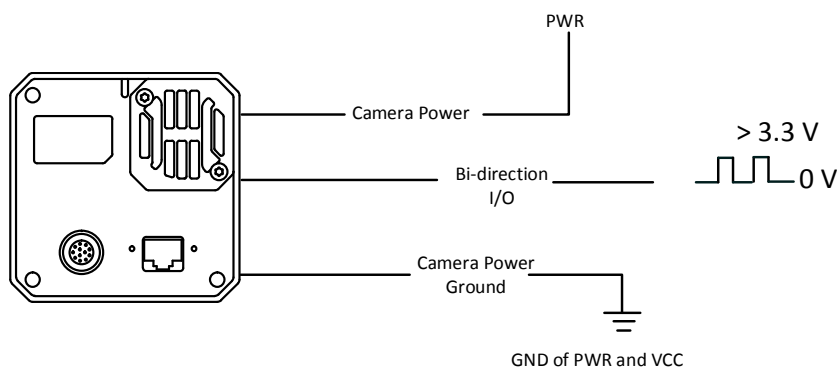 PWR
Camera Power
> 3.3 V
Bi-direction
I/O
0 V
Camera Power
Ground
GND of PWR and VCC